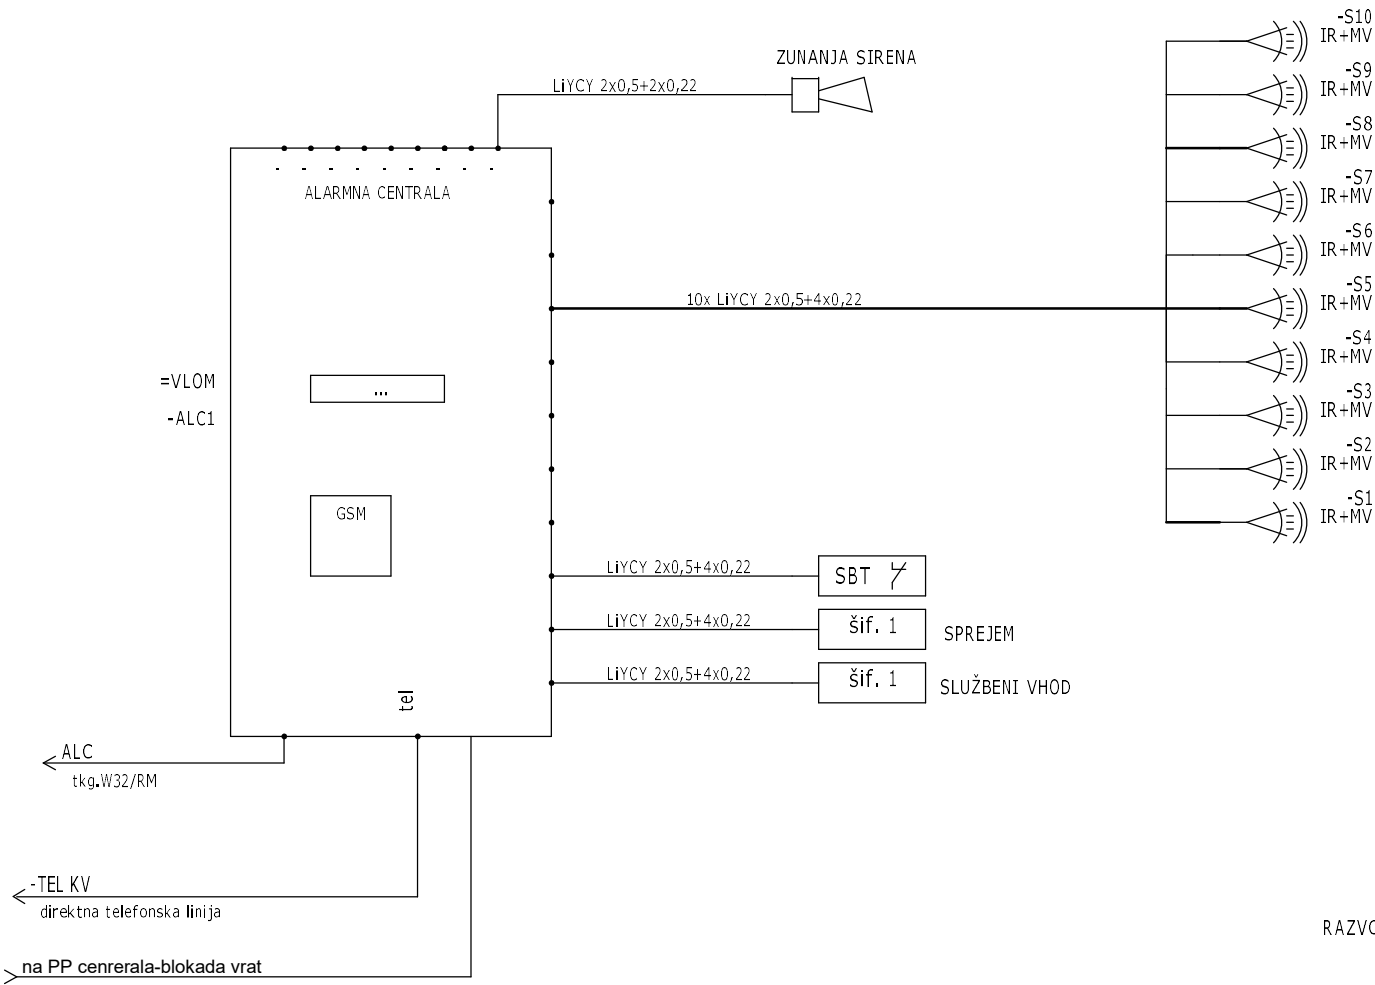 -S10
IR+MV
ZUNANJA SIRENA
-S9
IR+MV
LiYCY 2x0,5+2x0,22
-S8
IR+MV
- - - - - - - - -
ALARMNA CENTRALA
-S7
IR+MV
-S6
IR+MV
-S5
IR+MV
10x LiYCY 2x0,5+4x0,22
-S4
IR+MV
=VLOM
...
-S3
IR+MV
-ALC1
-S2
IR+MV
-S1
IR+MV
GSM
LiYCY 2x0,5+4x0,22
SBT
LiYCY 2x0,5+4x0,22
šif. 1
SPREJEM
LiYCY 2x0,5+4x0,22
šif. 1
SLUŽBENI VHOD
tel
ALC
tkg.W32/RM
-TEL KV
direktna telefonska linija
RAZVO
na PP cenrerala-blokada vrat